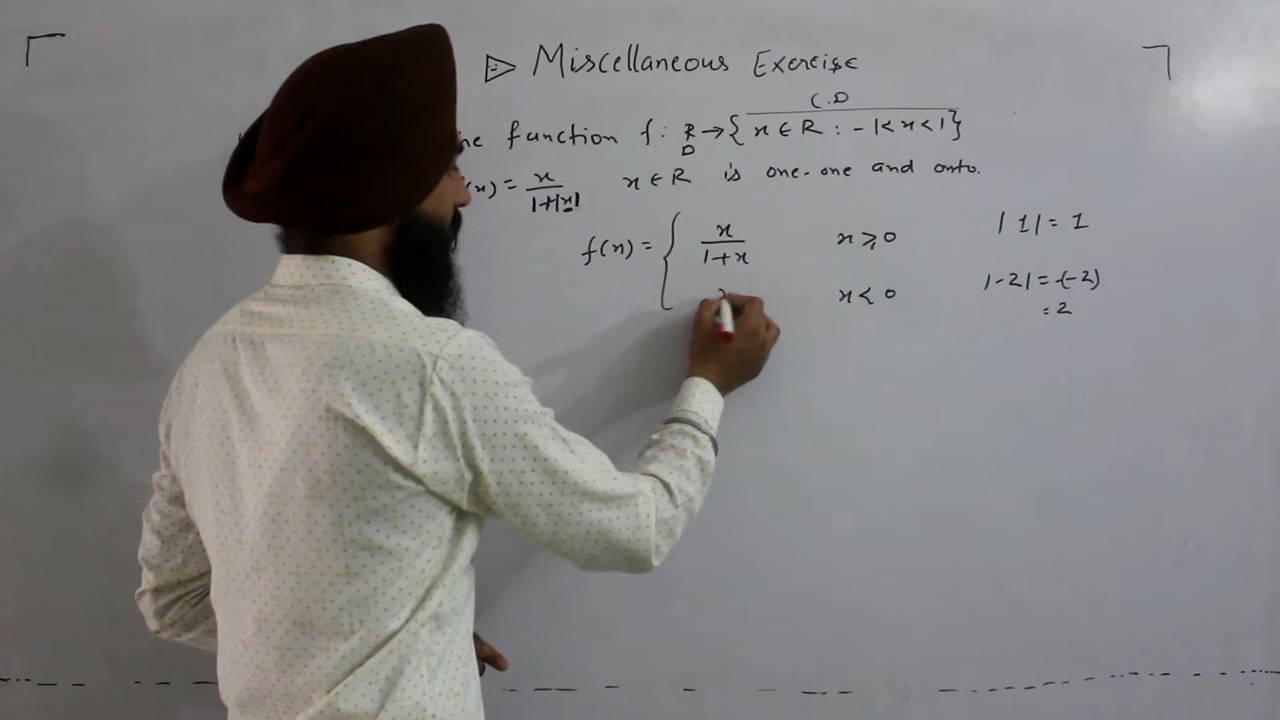 ▷ Miscellaneous Exercise
C.D
function f: R → { x ∈ R : -1 < x < 1 }
D
(x) = x / 1+|x| x ∈ R is one-one and onto.
f(x) = { x / 1+x x ≥ 0 |1| = 1
x < 0 |-2| = -(-2)
= 2